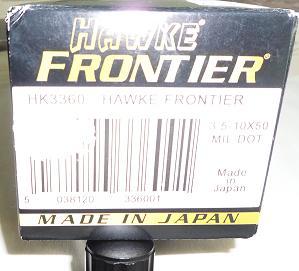 HAWKE®
FRONTIER®
HK3360 HAWKE FRONTIER
3.5-10X50
MIL DOT
Made
in
Japan
5 038120 336001
MADE IN JAPAN